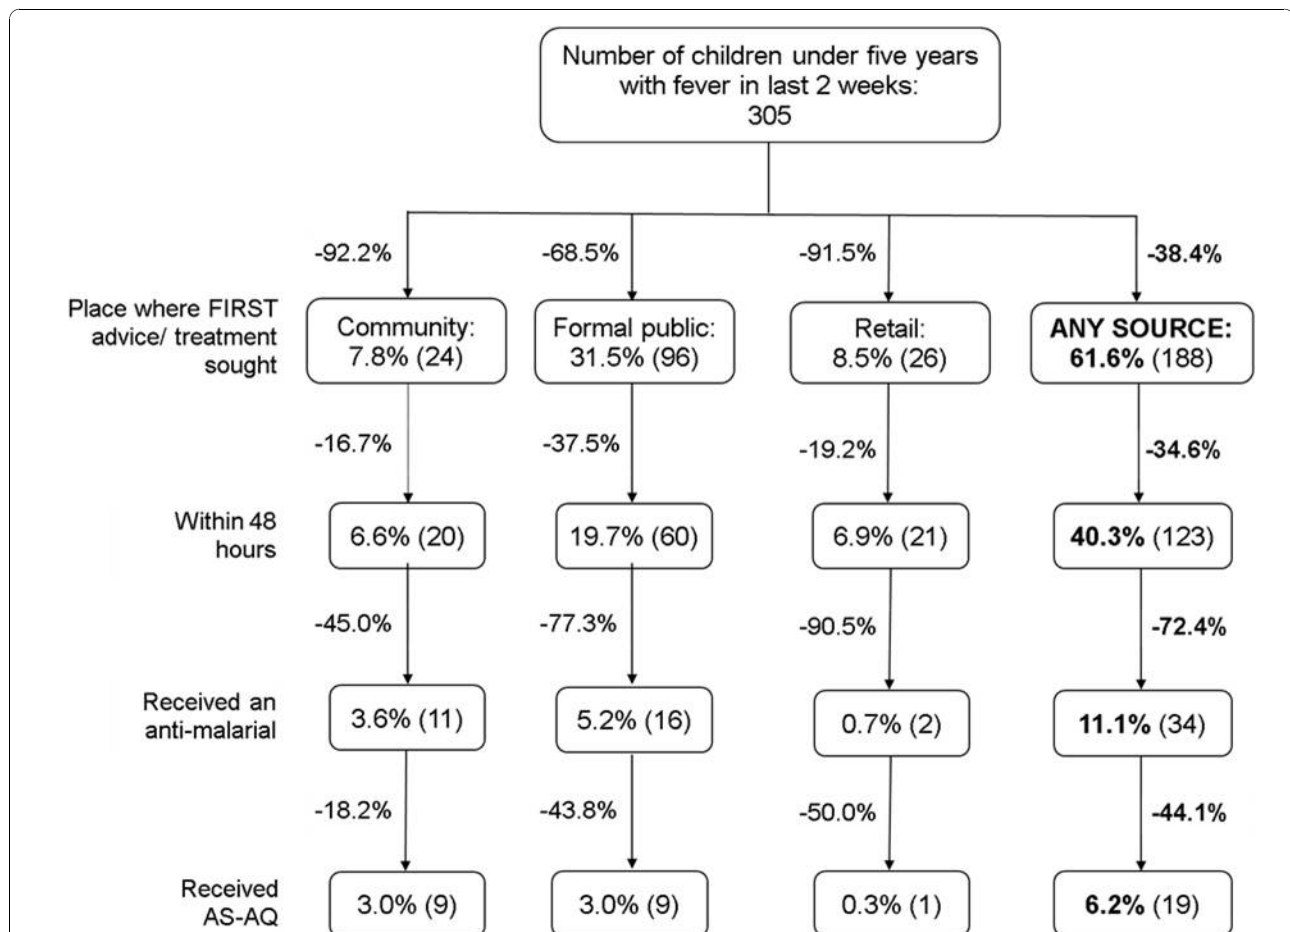 Number of children under five years
with fever in last 2 weeks:
305
-92.2%
-68.5%
-91.5%
-38.4%
Place where FIRST
advice/ treatment
sought
Community:
7.8% (24)
Formal public:
31.5% (96)
Retail:
8.5% (26)
ANY SOURCE:
61.6% (188)
-16.7%
-37.5%
-19.2%
-34.6%
Within 48
hours
6.6% (20)
19.7% (60)
6.9% (21)
40.3% (123)
-45.0%
-77.3%
-90.5%
-72.4%
Received an
anti-malarial
3.6% (11)
5.2% (16)
0.7% (2)
11.1% (34)
-18.2%
-43.8%
-50.0%
-44.1%
Received
AS-AQ
3.0% (9)
3.0% (9)
0.3% (1)
6.2% (19)